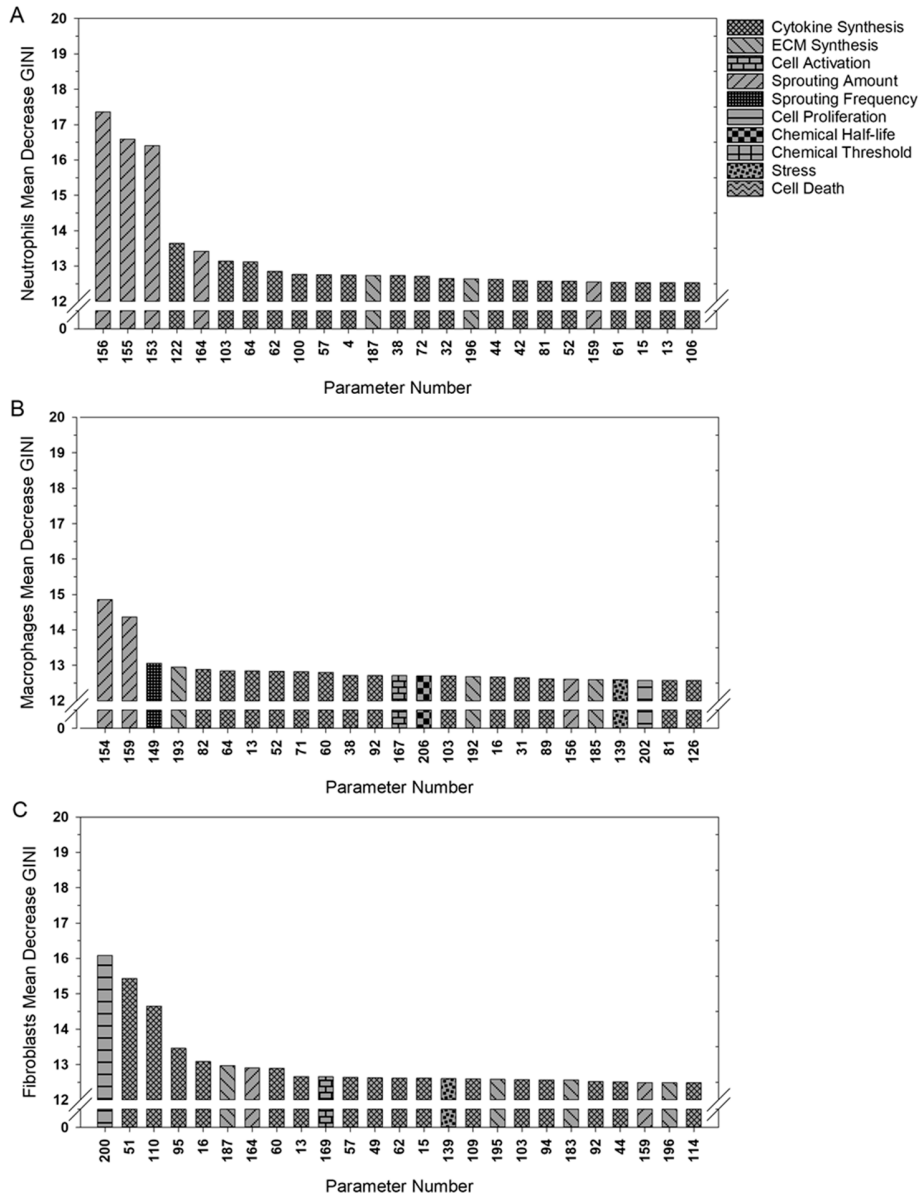 A
Neutrophils Mean Decrease GINI
20
19
18
17
16
15
14
13
12
0
156 155 153 122 164 103 64 62 100 57 4 187 38 72 32 196 44 42 81 52 159 61 15 13 106
Parameter Number
Cytokine Synthesis
ECM Synthesis
Cell Activation
Sprouting Amount
Sprouting Frequency
Cell Proliferation
Chemical Half-life
Chemical Threshold
Stress
Cell Death
B
Macrophages Mean Decrease GINI
20
19
18
17
16
15
14
13
12
0
154 159 149 193 82 64 13 52 71 60 38 92 167 206 103 192 16 31 89 156 185 139 202 81 126
Parameter Number
C
Fibroblasts Mean Decrease GINI
20
19
18
17
16
15
14
13
12
0
200 51 110 95 16 187 164 60 13 169 57 49 62 15 139 109 195 103 94 183 92 44 159 196 114
Parameter Number